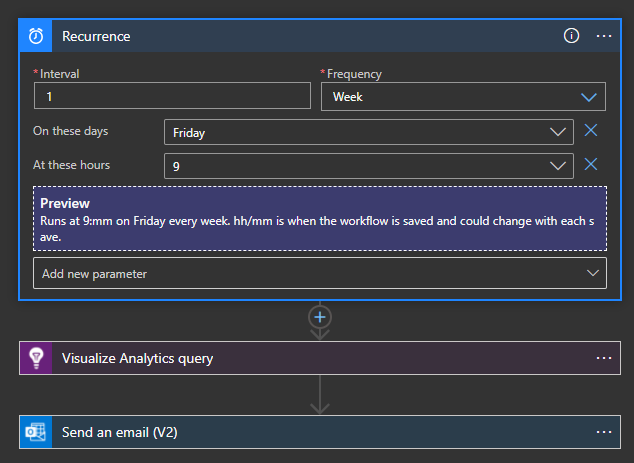 Recurrence
*Interval
*Frequency
1
Week
On these days
Friday
At these hours
9
Preview
Runs at 9:mm on Friday every week. hh/mm is when the workflow is saved and could change with each s
ave.
Add new parameter
Visualize Analytics query
Send an email (V2)